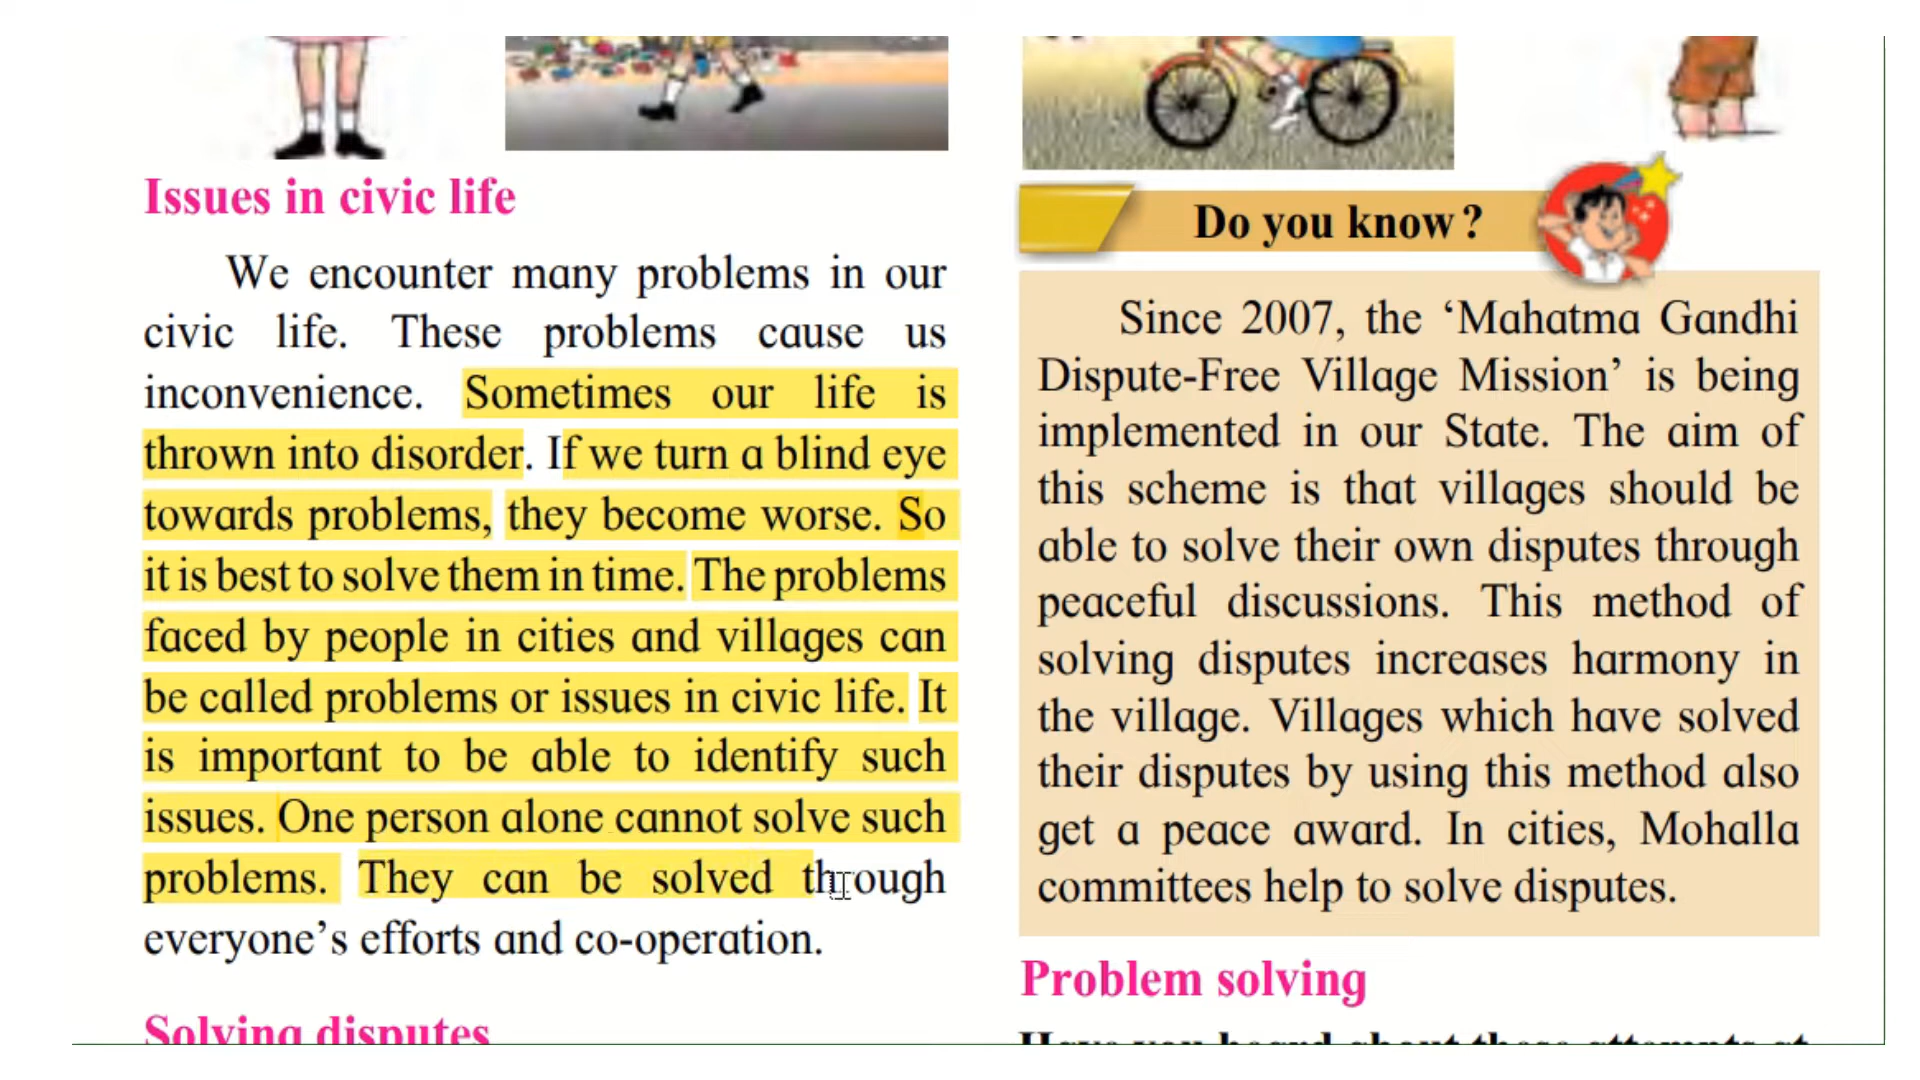 Issues in civic life
We encounter many problems in our
civic life. These problems cause us
inconvenience. Sometimes our life is
thrown into disorder. If we turn a blind eye
towards problems, they become worse. So
it is best to solve them in time. The problems
faced by people in cities and villages can
be called problems or issues in civic life. It
is important to be able to identify such
issues. One person alone cannot solve such
problems. They can be solved through
everyone’s efforts and co-operation.
Solving disputes
Do you know?
Since 2007, the ‘Mahatma Gandhi
Dispute-Free Village Mission’ is being
implemented in our State. The aim of
this scheme is that villages should be
able to solve their own disputes through
peaceful discussions. This method of
solving disputes increases harmony in
the village. Villages which have solved
their disputes by using this method also
get a peace award. In cities, Mohalla
committees help to solve disputes.
Problem solving
Have you heard about these attempts at